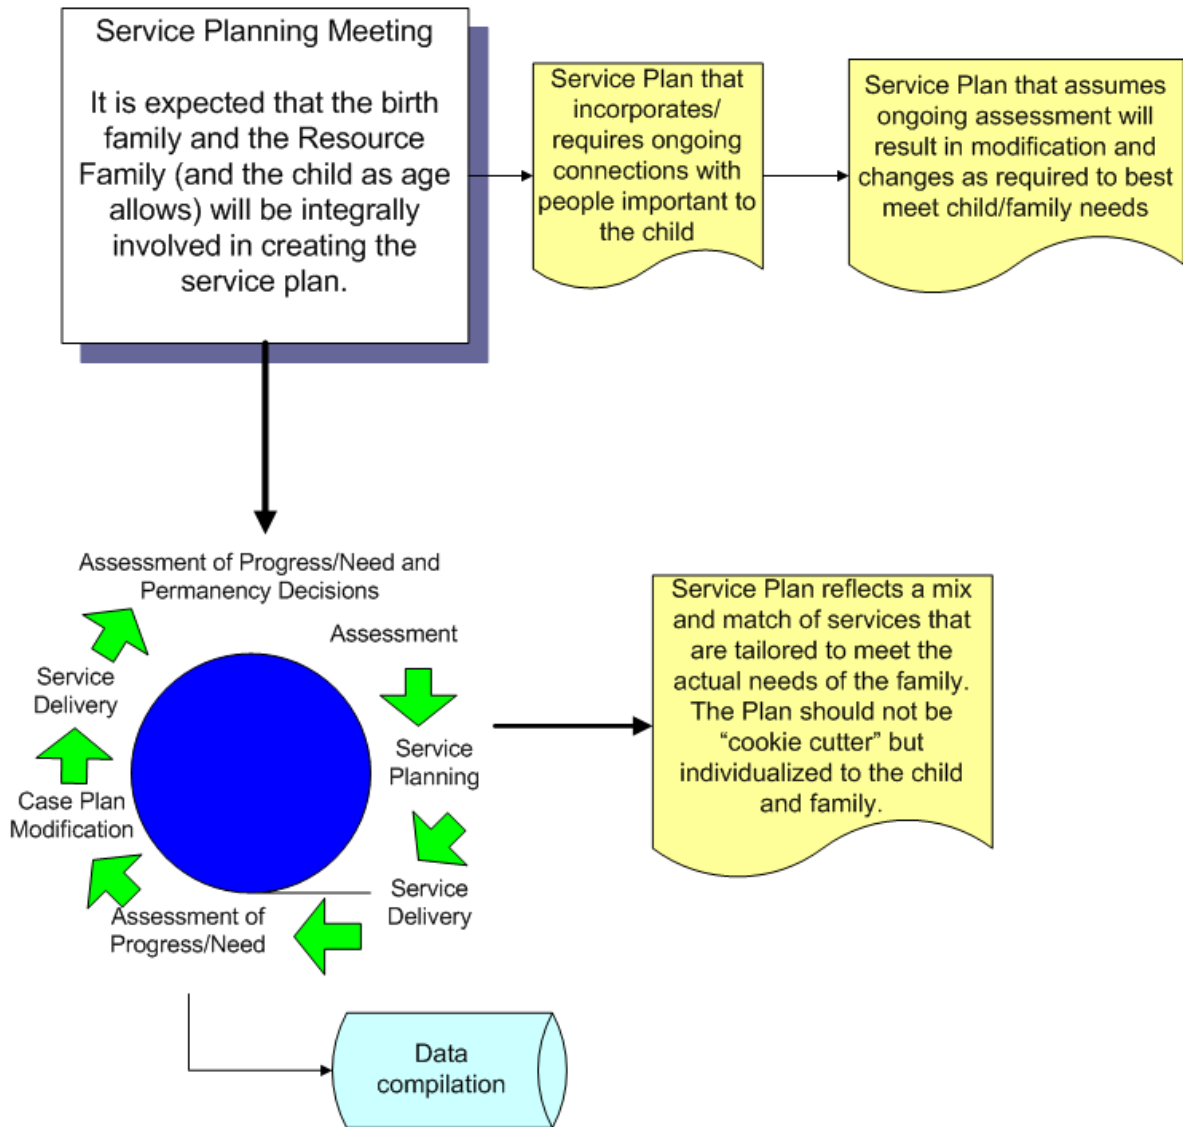 Service Planning Meeting
It is expected that the birth
family and the Resource
Family (and the child as age
allows) will be integrally
involved in creating the
service plan.
Service Plan that
incorporates/
requires ongoing
connections with
people important to
the child
Service Plan that assumes
ongoing assessment will
result in modification and
changes as required to best
meet child/family needs
Assessment of Progress/Need and
Permanency Decisions
Assessment
Service
Planning
Service
Delivery
Assessment of
Progress/Need
Case Plan
Modification
Service
Delivery
Service Plan reflects a mix
and match of services that
are tailored to meet the
actual needs of the family.
The Plan should not be
“cookie cutter” but
individualized to the child
and family.
Data
compilation